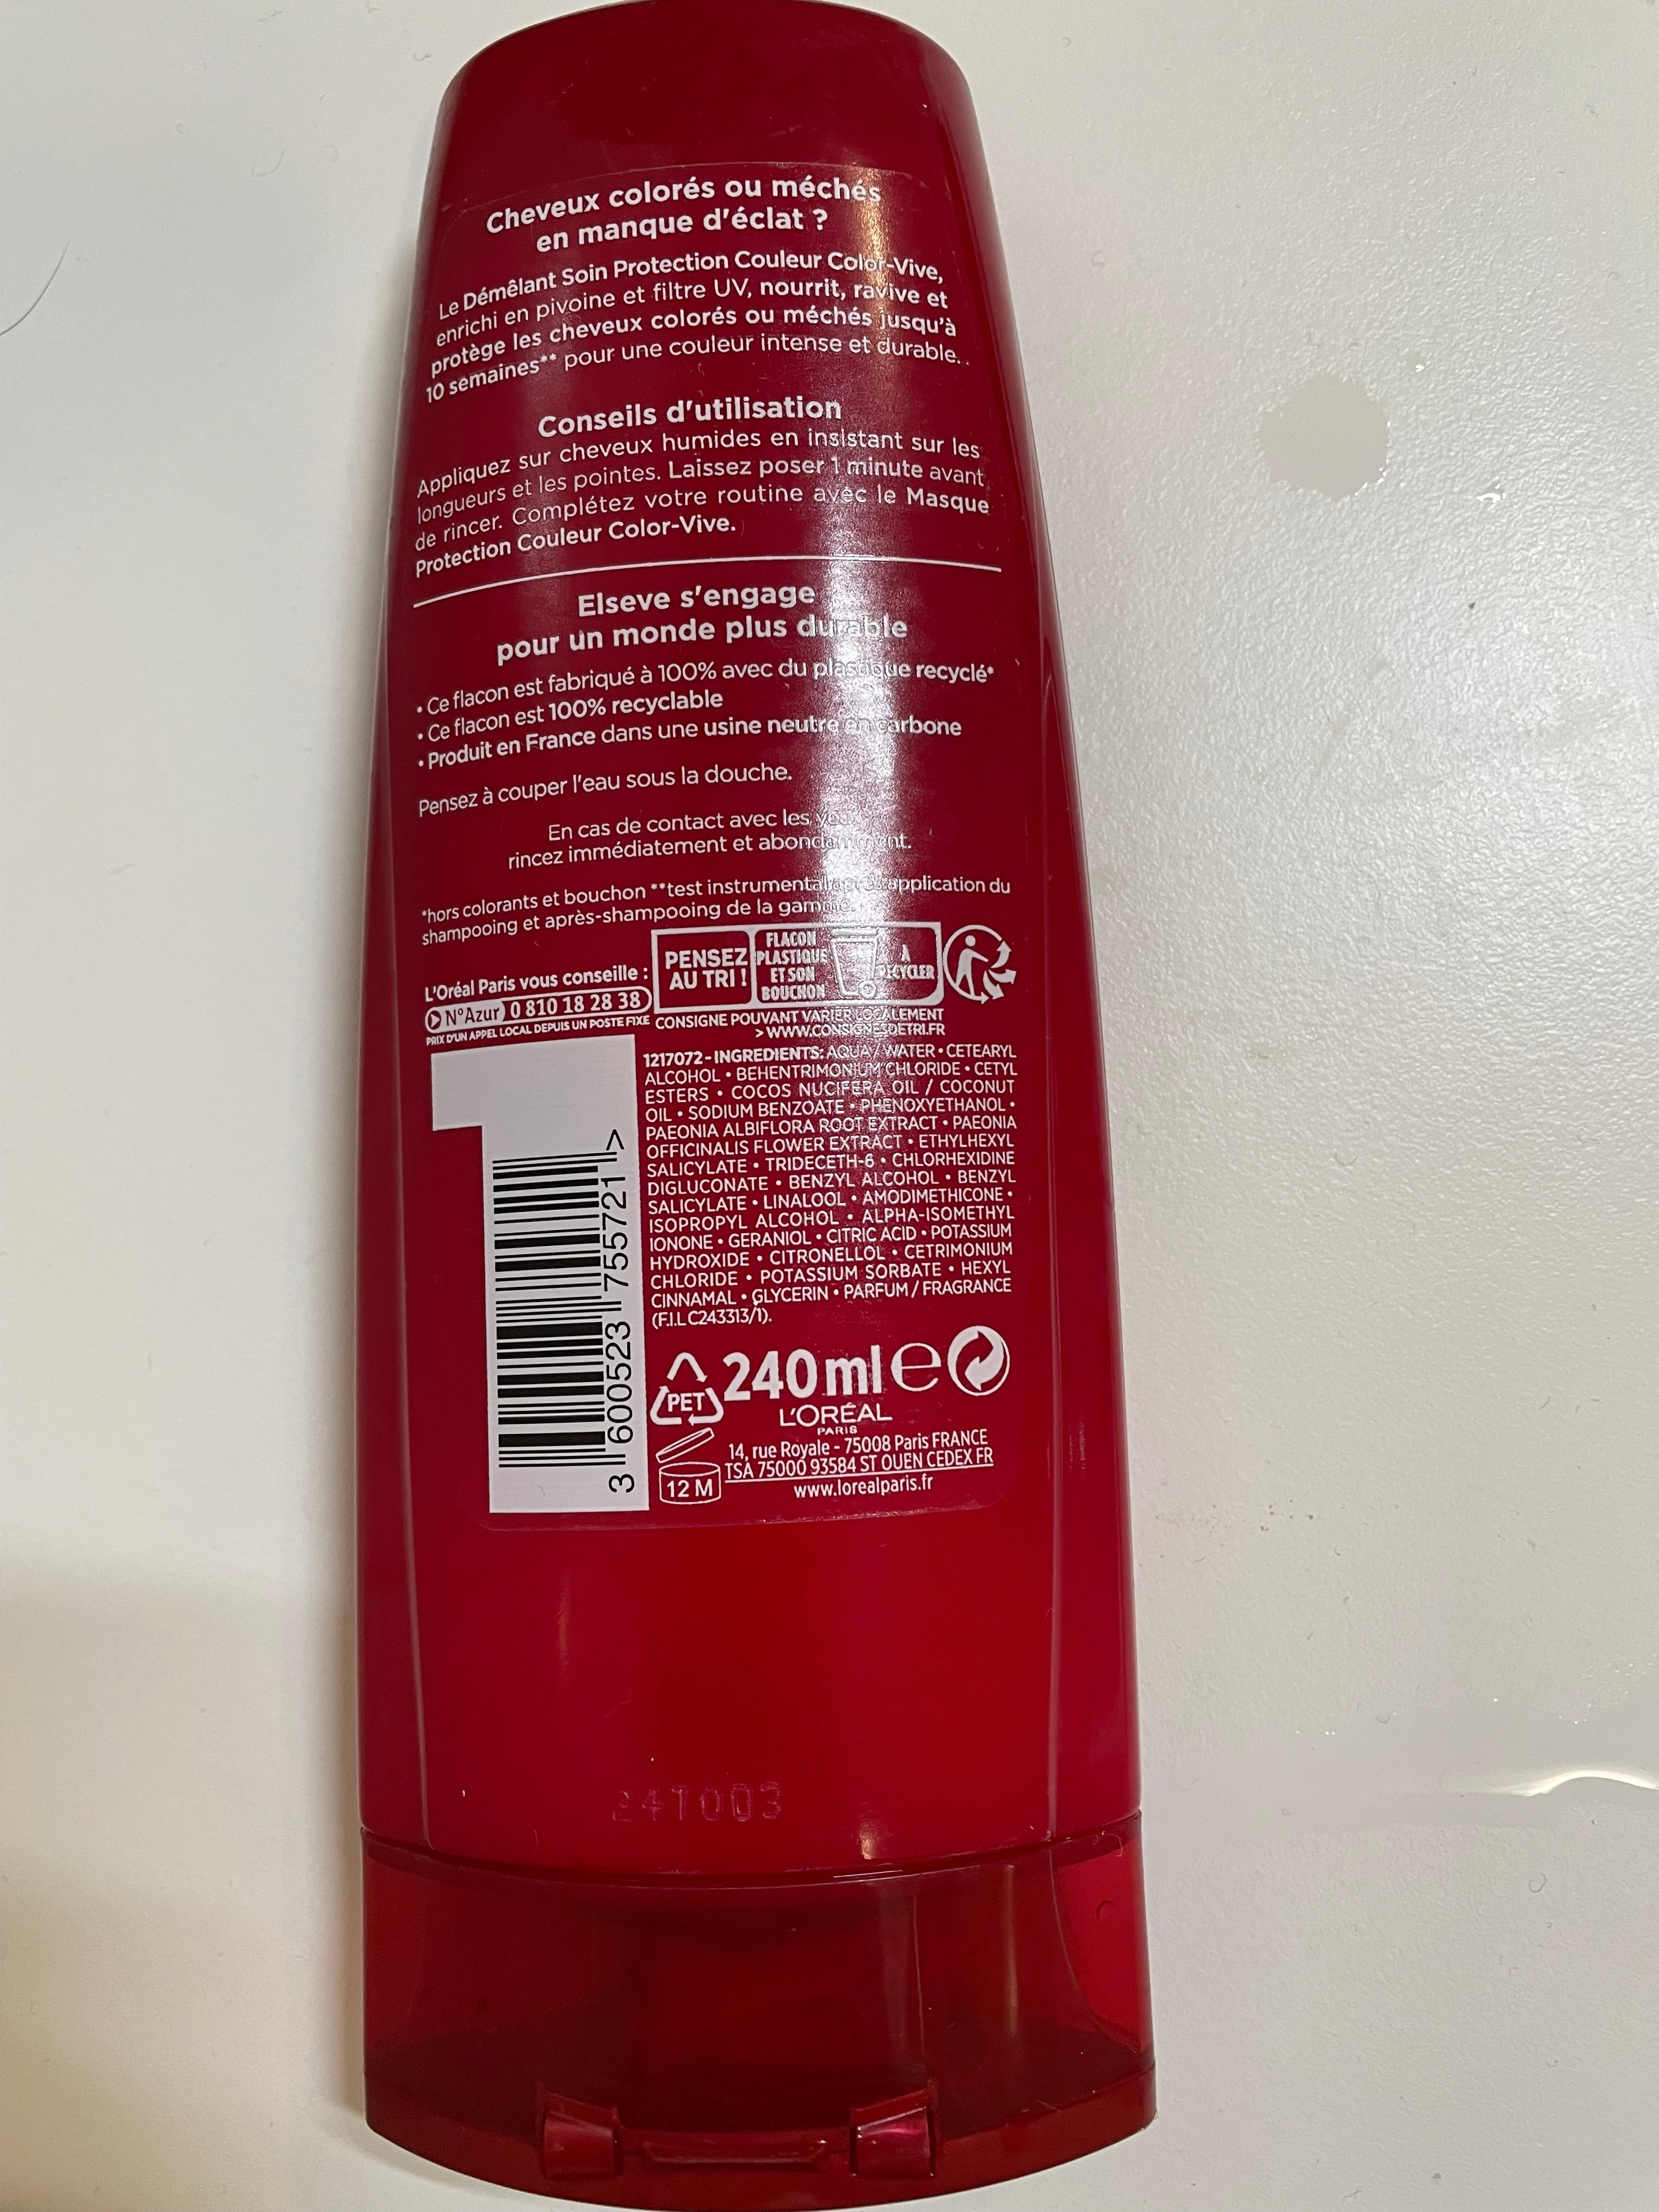 Cheveux colorés ou méchés
en manque d'éclat ?
Le Démêlant Soin Protection Couleur Color-Vive,
enrichi en pivoine et filtre UV, nourrit, ravive et
protège les cheveux colorés ou méchés jusqu'à
10 semaines** pour une couleur intense et durable.
Conseils d'utilisation
Appliquez sur cheveux humides en insistant sur les
longueurs et les pointes. Laissez poser 1 minute avant
de rincer. Complétez votre routine avec le Masque
Protection Couleur Color-Vive.
Elseve s'engage
pour un monde plus durable
• Ce flacon est fabriqué à 100% avec du plastique recyclé*
• Ce flacon est 100% recyclable
• Produit en France dans une usine neutre en carbone
Pensez à couper l'eau sous la douche.
En cas de contact avec les yeux,
rincez immédiatement et abondamment.
*hors colorants et bouchon **test instrumental après application du
shampooing et après-shampooing de la gamme.
L'Oréal Paris vous conseille :
N°Azur 0 810 18 28 38
PRIX D'UN APPEL LOCAL DEPUIS UN POSTE FIXE
PENSEZ
AU TRI !
FLACON
PLASTIQUE
ET SON
BOUCHON
À
RECYCLER
CONSIGNE POUVANT VARIER LOCALEMENT
> WWW.CONSIGNESDETRI.FR
1217072 - INGREDIENTS: AQUA / WATER • CETEARYL
ALCOHOL • BEHENTRIMONIUM CHLORIDE • CETYL
ESTERS • COCOS NUCIFERA OIL / COCONUT
OIL • SODIUM BENZOATE • PHENOXYETHANOL •
PAEONIA ALBIFLORA ROOT EXTRACT • PAEONIA
OFFICINALIS FLOWER EXTRACT • ETHYLHEXYL
SALICYLATE • TRIDECETH-6 • CHLORHEXIDINE
DIGLUCONATE • BENZYL ALCOHOL • BENZYL
SALICYLATE • LINALOOL • AMODIMETHICONE •
ISOPROPYL ALCOHOL • ALPHA-ISOMETHYL
IONONE • GERANIOL • CITRIC ACID • POTASSIUM
HYDROXIDE • CITRONELLOL • CETRIMONIUM
CHLORIDE • POTASSIUM SORBATE • HEXYL
CINNAMAL • GLYCERIN • PARFUM / FRAGRANCE
(F.I.L C243313/1).
3 600523 755721 >
PET
240 ml e
L'ORÉAL
PARIS
14, rue Royale - 75008 Paris FRANCE
TSA 75000 93584 ST OUEN CEDEX FR
www.lorealparis.fr
12 M
24T003